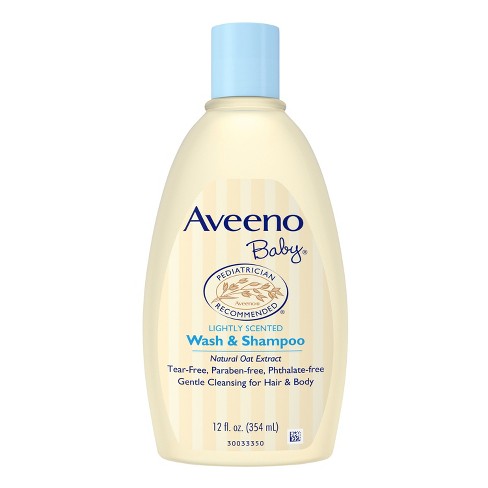 Aveeno
Baby®
PEDIATRICIAN
Aveeno®
RECOMMENDED
LIGHTLY SCENTED
Wash & Shampoo
Natural Oat Extract
Tear-Free, Paraben-free, Phthalate-free
Gentle Cleansing for Hair & Body
12 fl. oz. (354 mL)
30033350